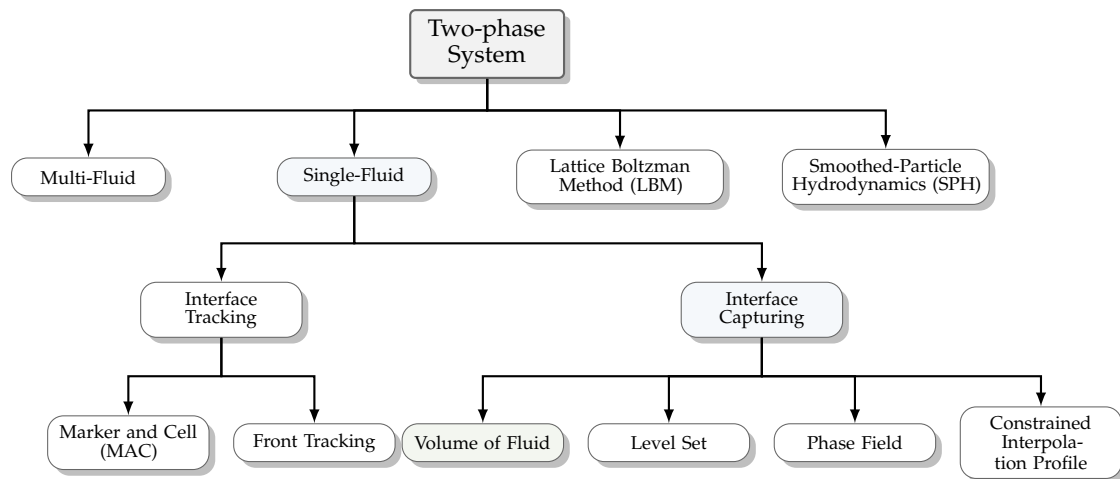 Two-phase
System
Multi-Fluid
Single-Fluid
Lattice Boltzman
Method (LBM)
Smoothed-Particle
Hydrodynamics (SPH)
Interface
Tracking
Interface
Capturing
Marker and Cell
(MAC)
Front Tracking
Volume of Fluid
Level Set
Phase Field
Constrained
Interpola-
tion Profile